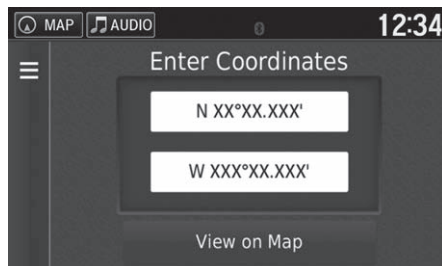 MAP AUDIO 12:34
Enter Coordinates
N XX°XX.XXX'
W XXX°XX.XXX'
View on Map